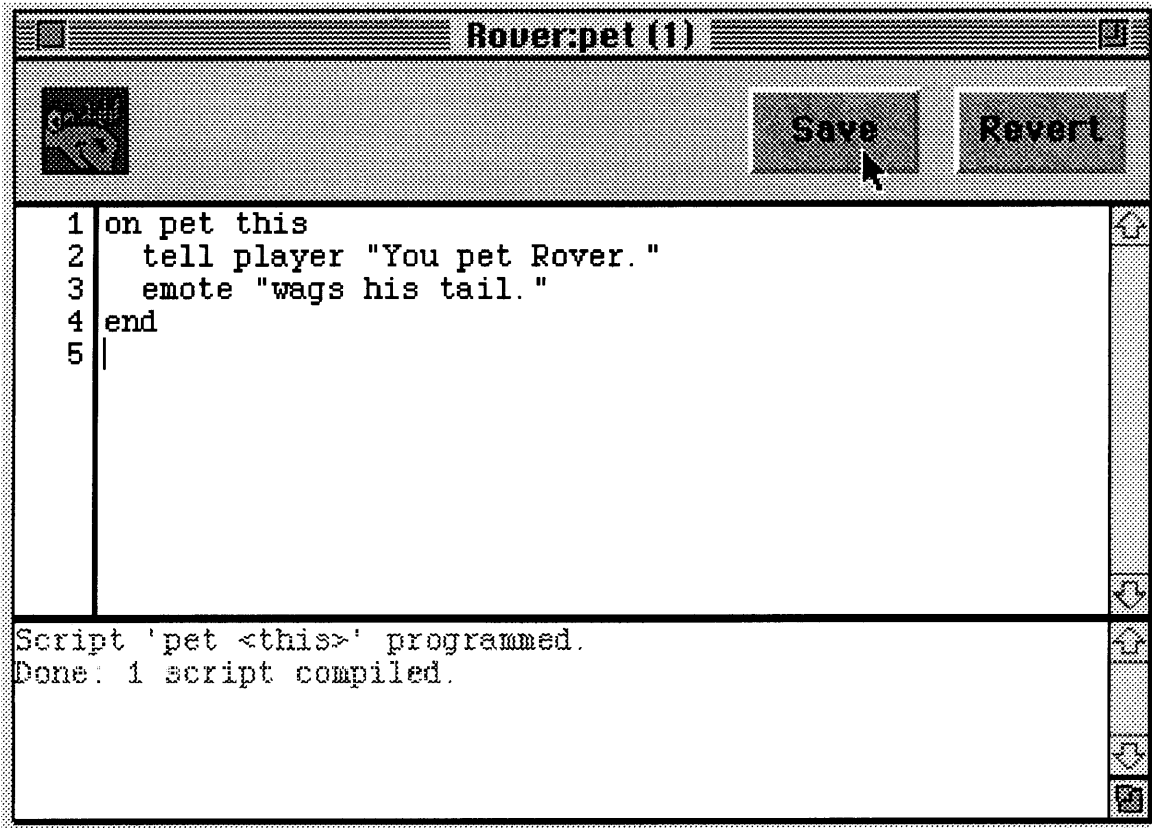 Rover:pet (1)
Save Revert
1 on pet this
2 tell player "You pet Rover."
3 emote "wags his tail."
4 end
5
Script 'pet <this>' programmed.
Done: 1 script compiled.